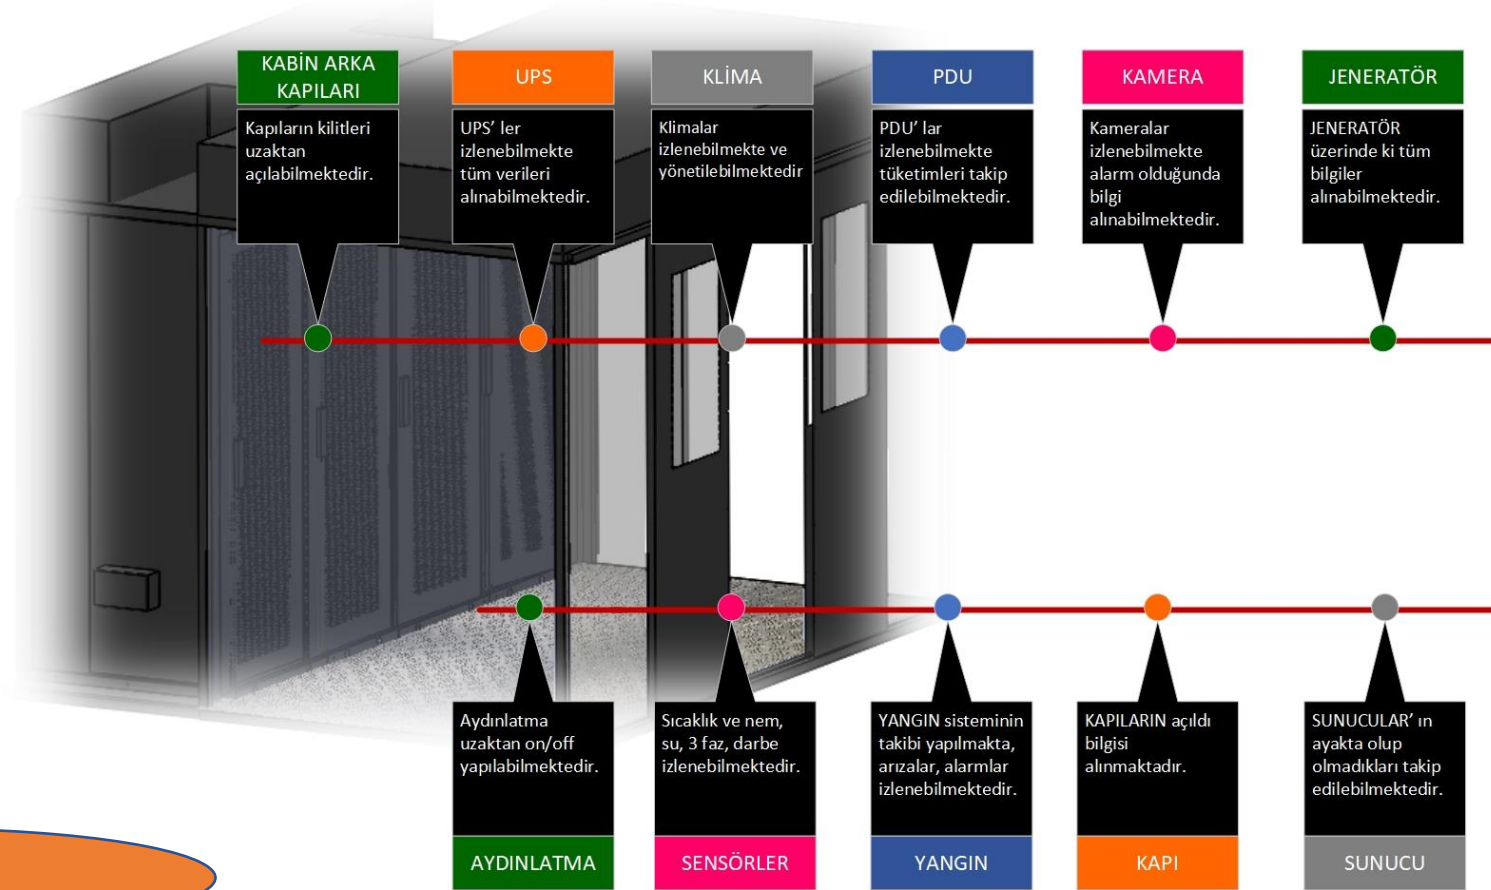 KABİN ARKA
KAPILARI
Kapıların kilitleri
uzaktan
açılabilmektedir.
UPS
UPS’ ler
izlenebilmekte
tüm verileri
alınabilmektedir.
KLİMA
Klimalar
izlenebilmekte ve
yönetilebilmektedir
PDU
PDU’ lar
izlenebilmekte
tüketimleri takip
edilebilmektedir.
KAMERA
Kameralar
izlenebilmekte
alarm olduğunda
bilgi
alınabilmektedir.
JENERATÖR
JENERATÖR
üzerinde ki tüm
bilgiler
alınabilmektedir.
Aydınlatma
uzaktan on/off
yapılabilmektedir.
AYDINLATMA
Sıcaklık ve nem,
su, 3 faz, darbe
izlenebilmektedir.
SENSÖRLER
YANGIN sisteminin
takibi yapılmakta,
arızalar, alarmlar
izlenebilmektedir.
YANGIN
KAPILARIN açıldı
bilgisi
alınmaktadır.
KAPI
SUNUCULAR’ ın
ayakta olup
olmadıkları takip
edilebilmektedir.
SUNUCU